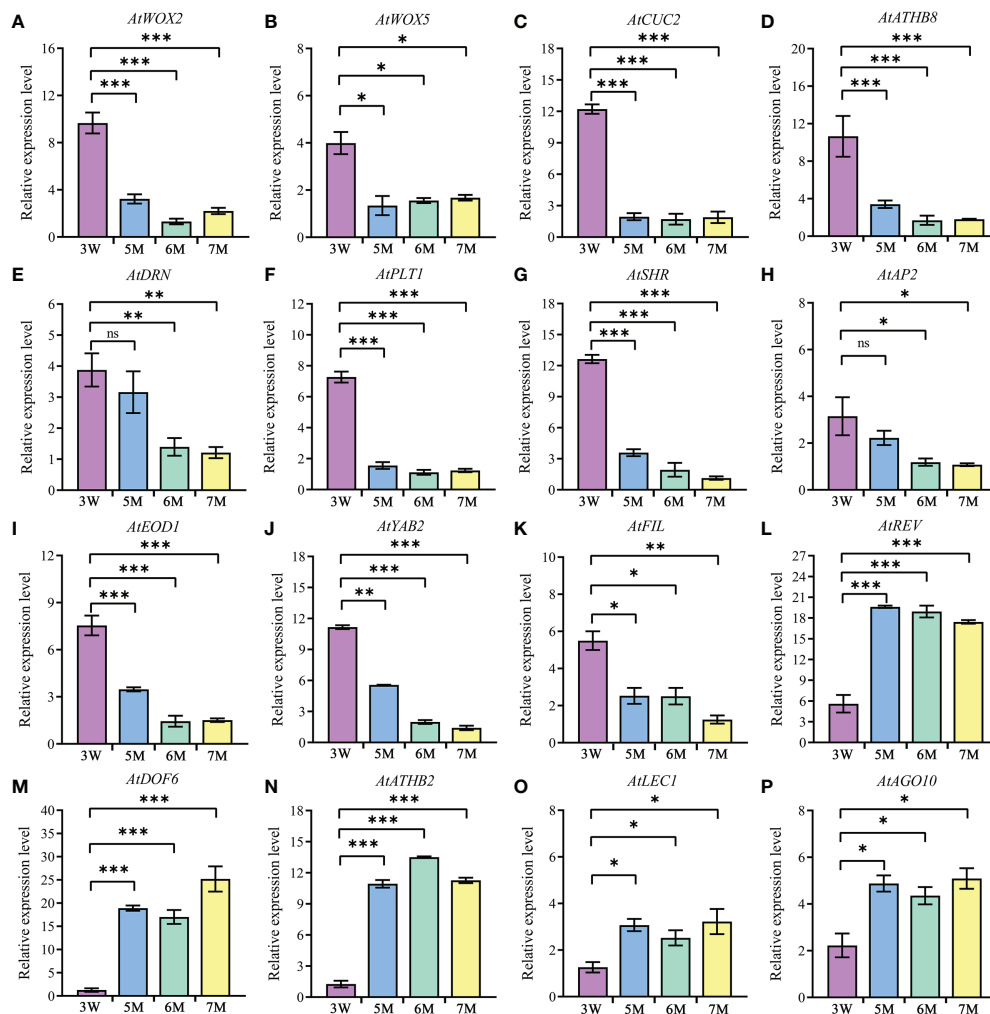 A AtWOX2
Relative expression level
16
12
8
4
0
***
***
***
3W 5M 6M 7M
B AtWOX5
Relative expression level
8
6
4
2
0
*
*
*
3W 5M 6M 7M
C AtCUC2
Relative expression level
18
15
12
9
6
3
0
***
***
***
3W 5M 6M 7M
D AtATHB8
Relative expression level
20
16
12
8
4
0
***
***
***
3W 5M 6M 7M
E AtDRN
Relative expression level
6
5
4
3
2
1
0
**
**
ns
3W 5M 6M 7M
F AtPLT1
Relative expression level
12
10
8
6
4
2
0
***
***
***
3W 5M 6M 7M
G AtSHR
Relative expression level
18
15
12
9
6
3
0
***
***
***
3W 5M 6M 7M
H AtAP2
Relative expression level
8
6
4
2
0
*
*
ns
3W 5M 6M 7M
I AtEOD1
Relative expression level
12
9
6
3
0
***
***
***
3W 5M 6M 7M
J AtYAB2
Relative expression level
18
15
12
9
6
3
0
***
***
**
3W 5M 6M 7M
K AtFIL
Relative expression level
10
8
6
4
2
0
**
*
*
3W 5M 6M 7M
L AtREV
Relative expression level
27
24
21
18
15
12
9
6
3
0
***
***
***
3W 5M 6M 7M
M AtDOF6
Relative expression level
40
35
30
25
20
15
10
5
0
***
***
***
3W 5M 6M 7M
N AtATHB2
Relative expression level
18
15
12
9
6
3
0
***
***
***
3W 5M 6M 7M
O AtLEC1
Relative expression level
8
6
4
2
0
*
*
*
3W 5M 6M 7M
P AtAGO10
Relative expression level
8
6
4
2
0
*
*
*
3W 5M 6M 7M